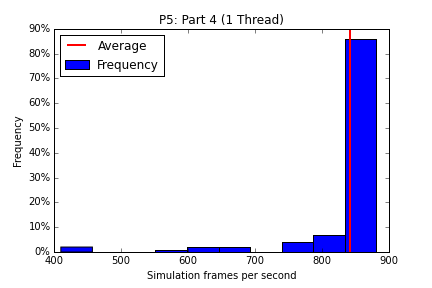 P5: Part 4 (1 Thread)
Average
Frequency
90%
80%
70%
60%
50%
40%
30%
20%
10%
0%
Frequency
400 500 600 700 800 900
Simulation frames per second